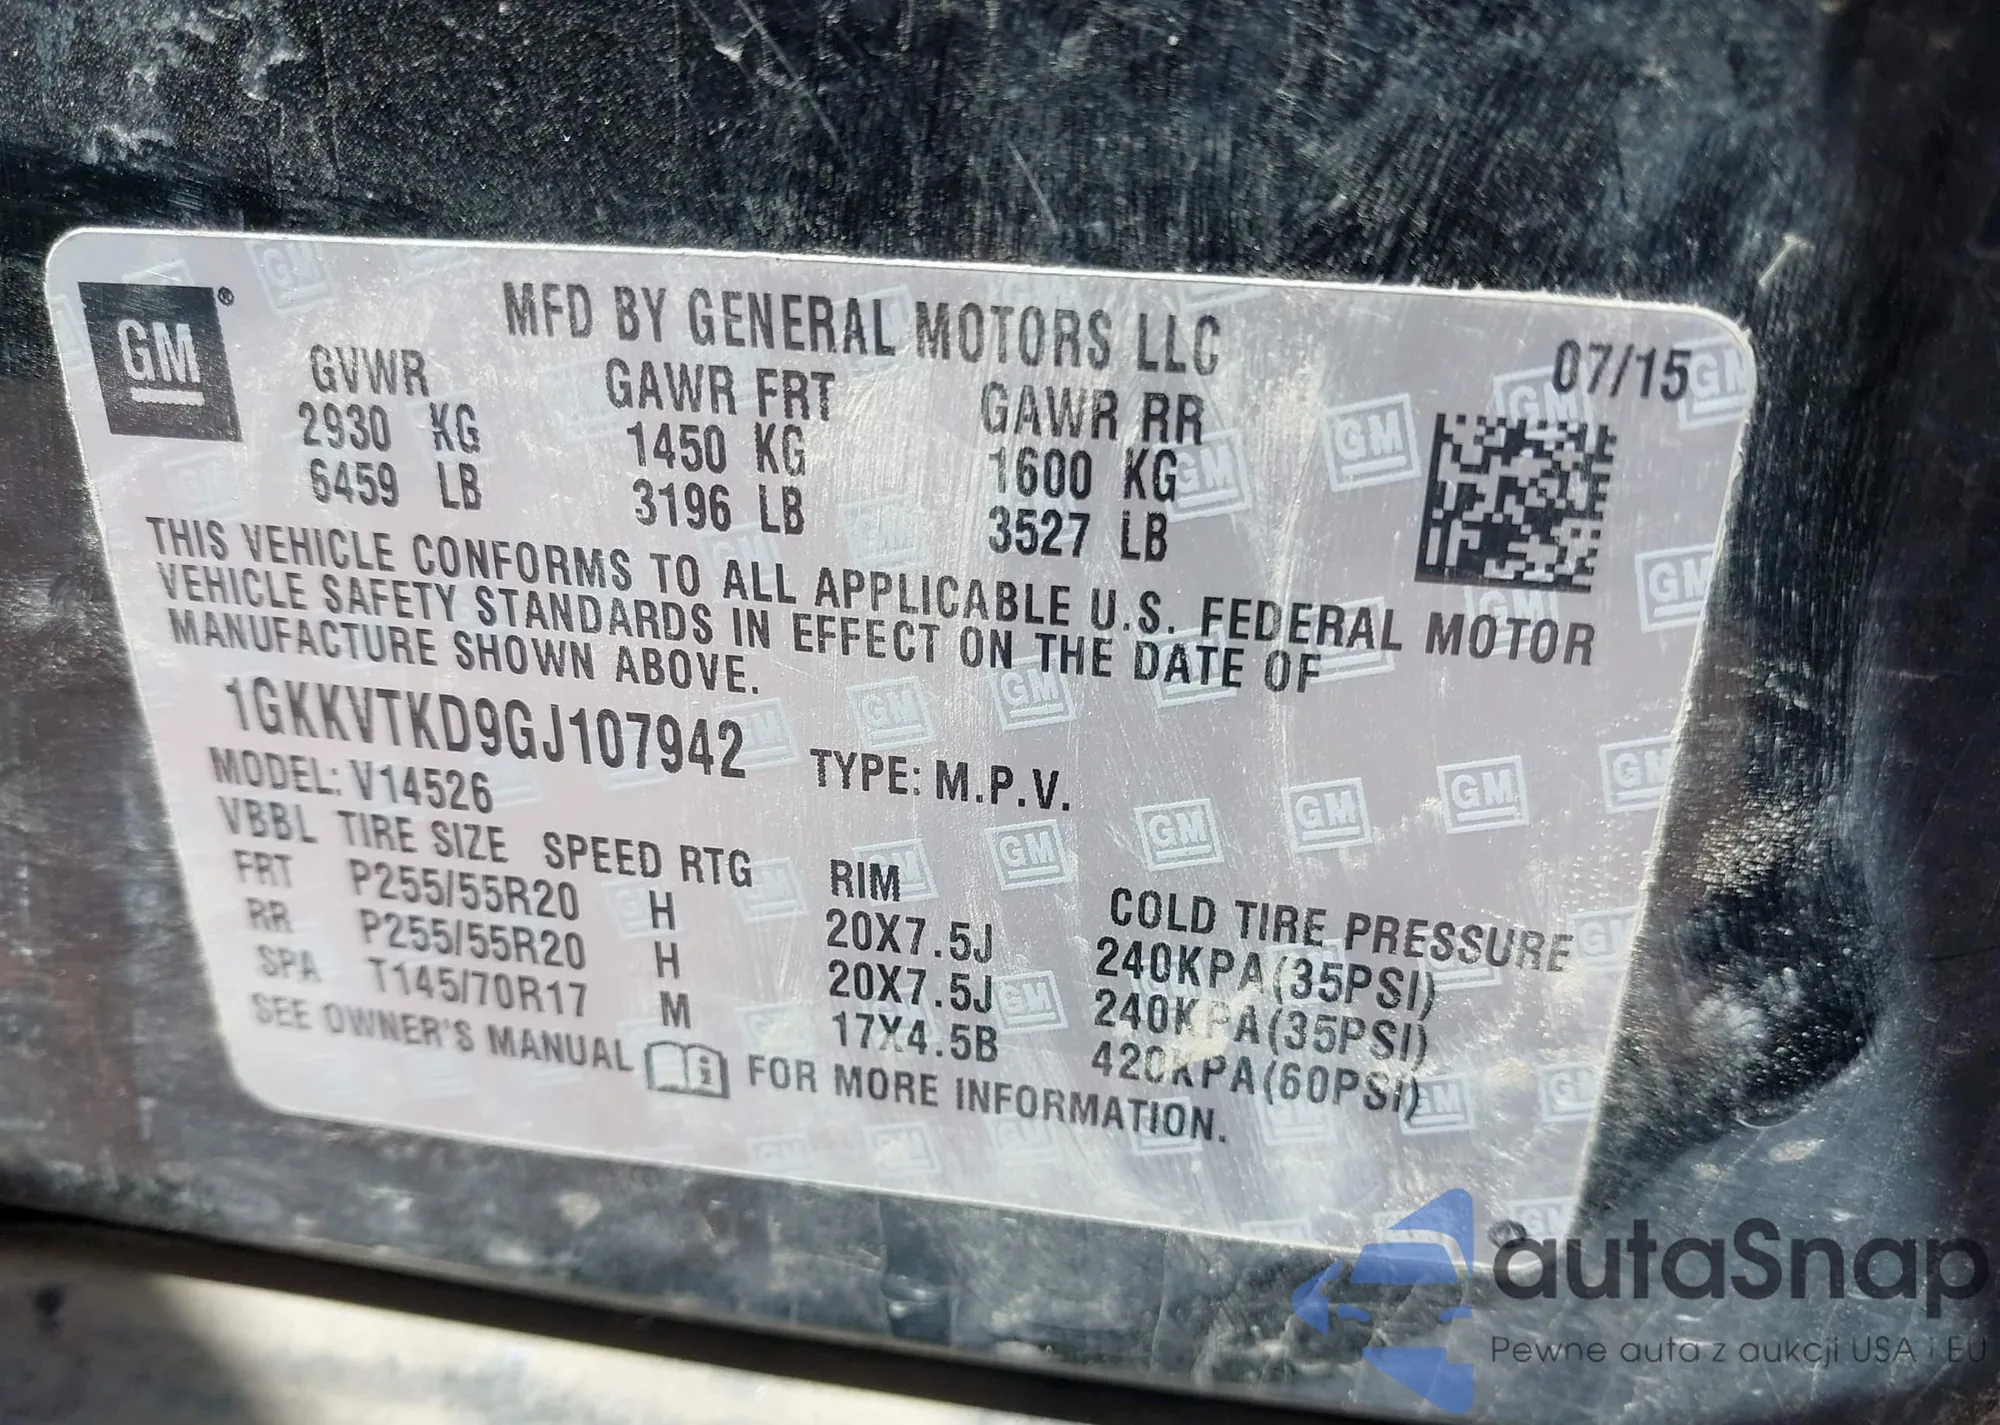 GM®
MFD BY GENERAL MOTORS LLC
07/15
GVWR GAWR FRT GAWR RR
2930 KG 1450 KG 1600 KG
6459 LB 3196 LB 3527 LB
THIS VEHICLE CONFORMS TO ALL APPLICABLE U.S. FEDERAL MOTOR
VEHICLE SAFETY STANDARDS IN EFFECT ON THE DATE OF
MANUFACTURE SHOWN ABOVE.
1GKKVTKD9GJ107942 TYPE: M.P.V.
MODEL: V14526
VBBL TIRE SIZE SPEED RTG RIM COLD TIRE PRESSURE
FRT P255/55R20 H 20X7.5J 240KPA(35PSI)
RR P255/55R20 H 20X7.5J 240KPA(35PSI)
SPA T145/70R17 M 17X4.5B 420KPA(60PSI)
SEE OWNER'S MANUAL FOR MORE INFORMATION.
autaSnap
Pewne auta z aukcji USA i EU